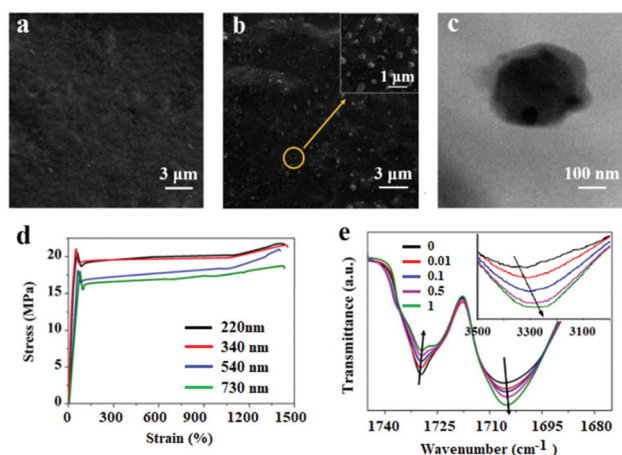 a
3 µm
b
1 µm
3 µm
c
100 nm
d
Stress (MPa)
20
15
10
5
0
220nm
340 nm
540 nm
730 nm
0 300 600 900 1200 1500
Strain (%)
e
Transmittance (a.u.)
0
0.01
0.1
0.5
1
3500 3300 3100
1740 1725 1710 1695 1680
Wavenumber (cm-1)